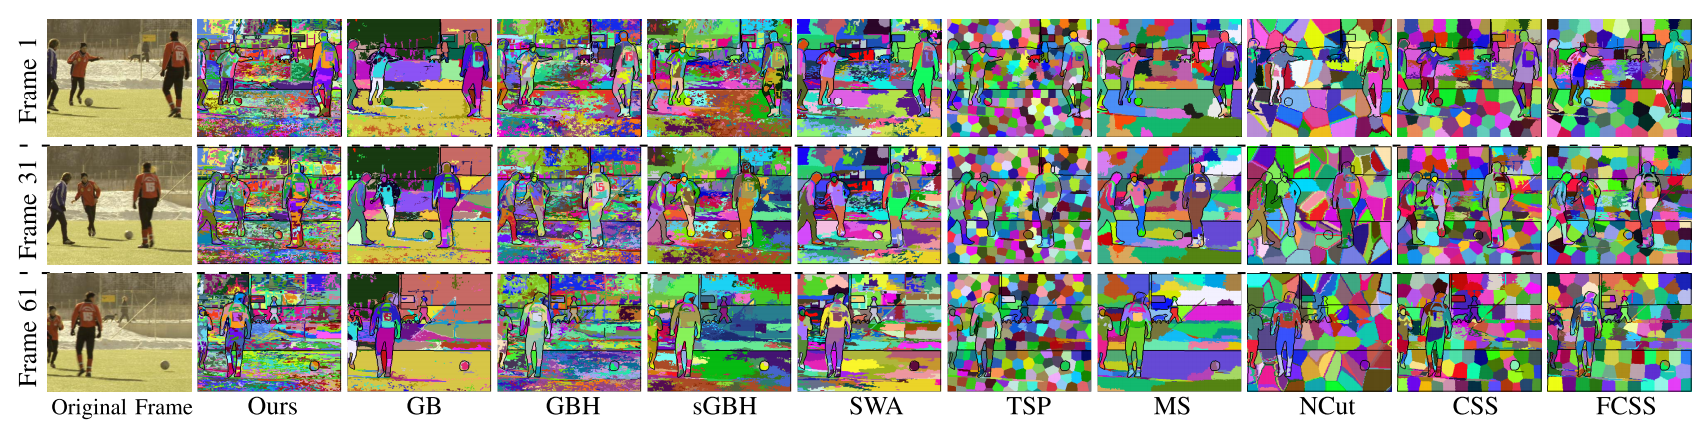 Frame 1
Frame 31
Frame 61
Original Frame Ours GB GBH sGBH SWA TSP MS NCut CSS FCSS